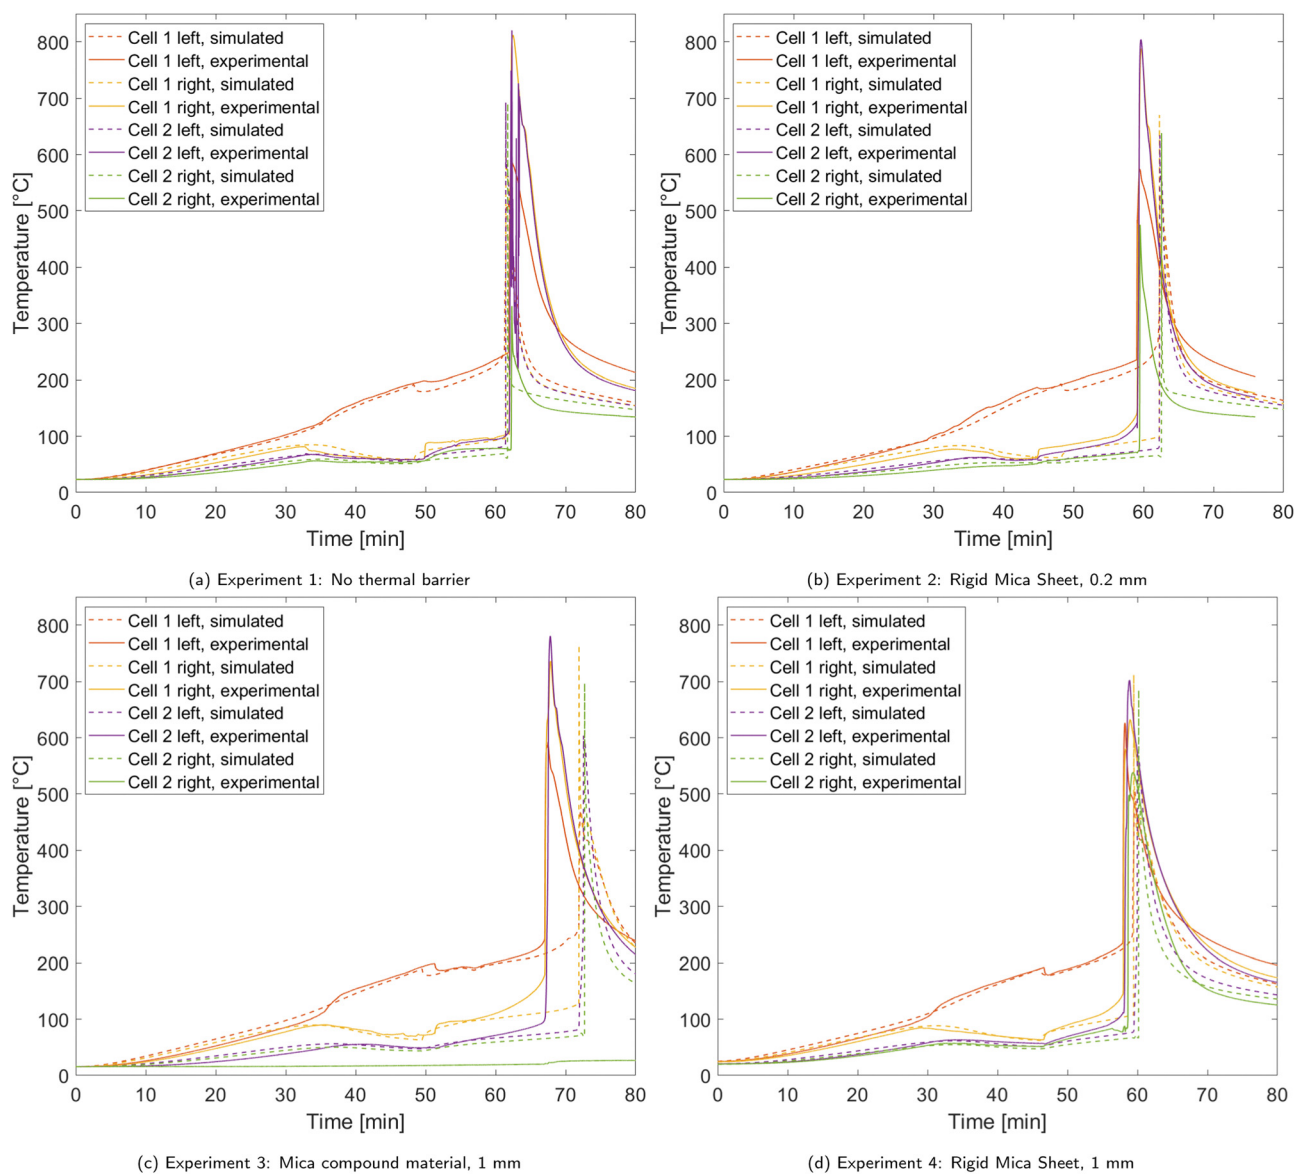 Cell 1 left, simulated
Cell 1 left, experimental
Cell 1 right, simulated
Cell 1 right, experimental
Cell 2 left, simulated
Cell 2 left, experimental
Cell 2 right, simulated
Cell 2 right, experimental
800
700
600
500
400
300
200
100
0
Temperature [°C]
0 10 20 30 40 50 60 70 80
Time [min]
(a) Experiment 1: No thermal barrier
Cell 1 left, simulated
Cell 1 left, experimental
Cell 1 right, simulated
Cell 1 right, experimental
Cell 2 left, simulated
Cell 2 left, experimental
Cell 2 right, simulated
Cell 2 right, experimental
800
700
600
500
400
300
200
100
0
Temperature [°C]
0 10 20 30 40 50 60 70 80
Time [min]
(b) Experiment 2: Rigid Mica Sheet, 0.2 mm
Cell 1 left, simulated
Cell 1 left, experimental
Cell 1 right, simulated
Cell 1 right, experimental
Cell 2 left, simulated
Cell 2 left, experimental
Cell 2 right, simulated
Cell 2 right, experimental
800
700
600
500
400
300
200
100
0
Temperature [°C]
0 10 20 30 40 50 60 70 80
Time [min]
(c) Experiment 3: Mica compound material, 1 mm
Cell 1 left, simulated
Cell 1 left, experimental
Cell 1 right, simulated
Cell 1 right, experimental
Cell 2 left, simulated
Cell 2 left, experimental
Cell 2 right, simulated
Cell 2 right, experimental
800
700
600
500
400
300
200
100
0
Temperature [°C]
0 10 20 30 40 50 60 70 80
Time [min]
(d) Experiment 4: Rigid Mica Sheet, 1 mm